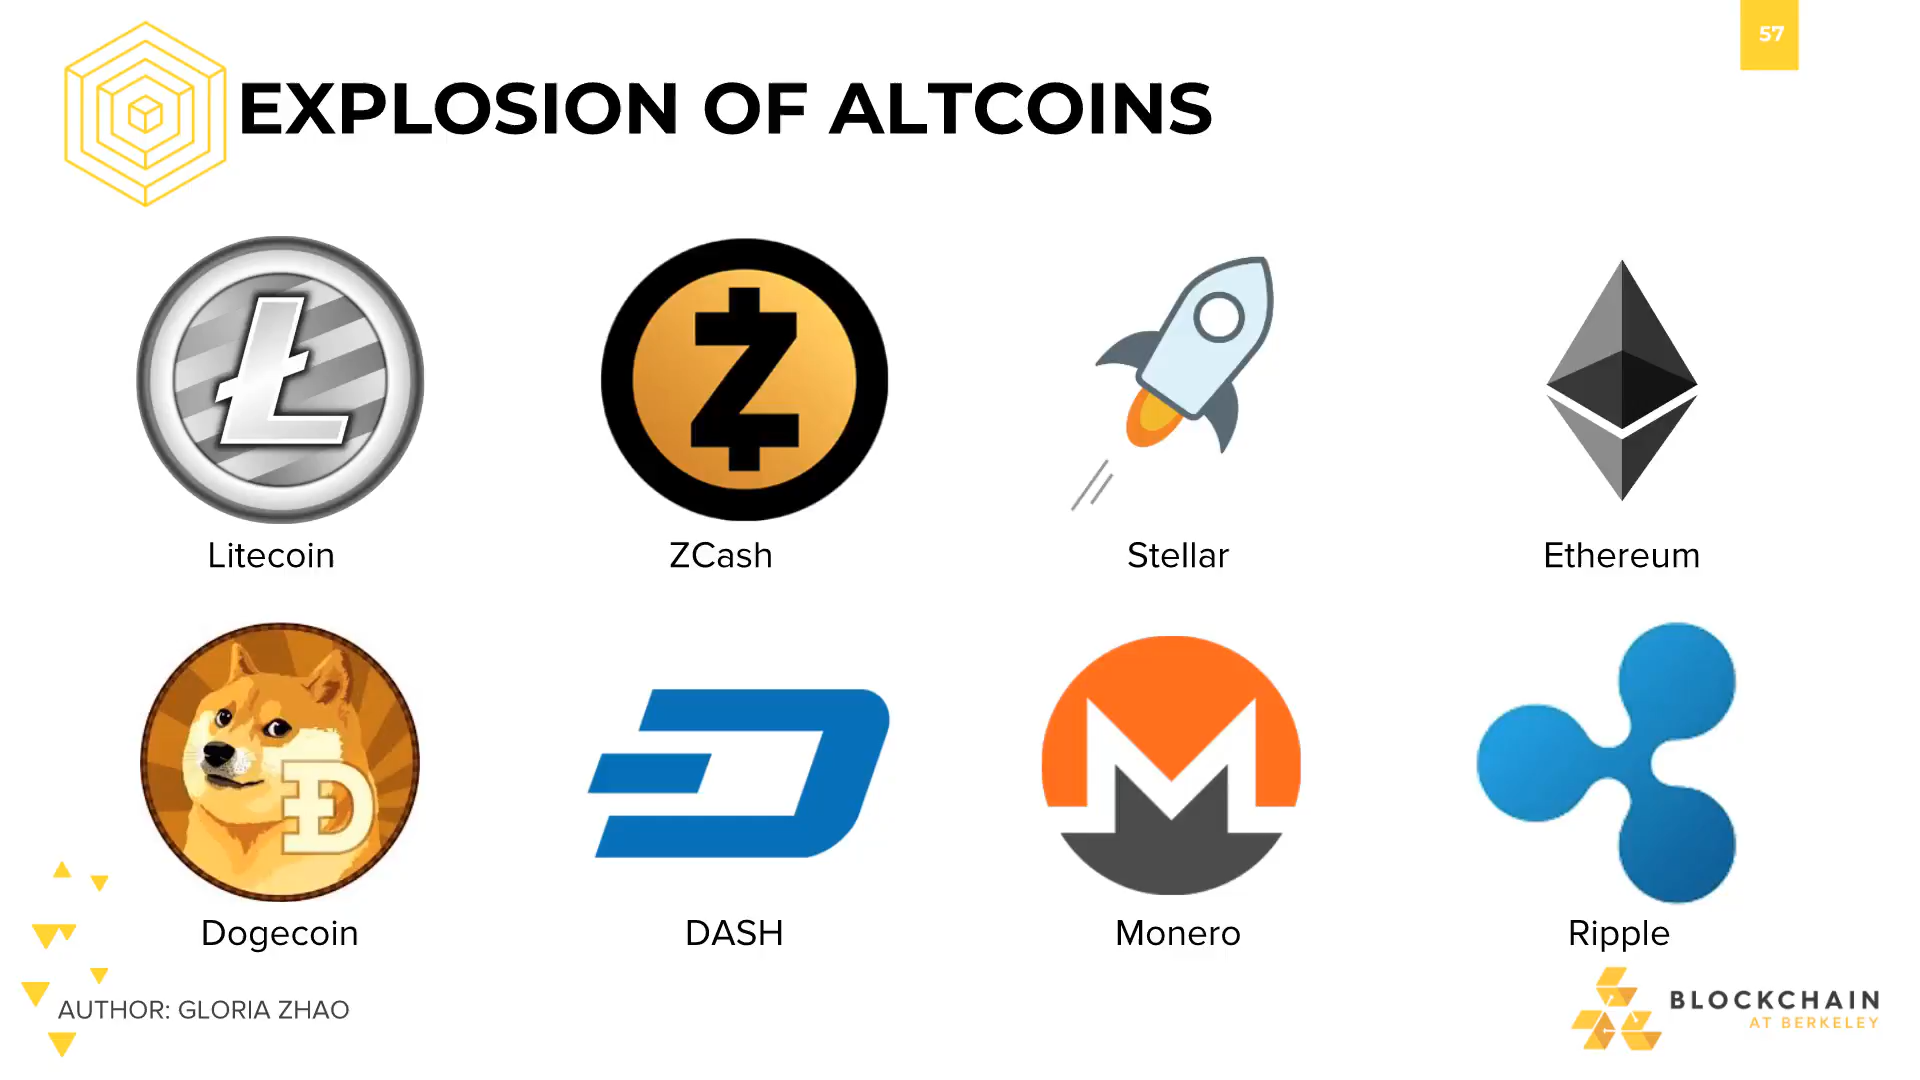 57
EXPLOSION OF ALTCOINS
Litecoin
ZCash
Stellar
Ethereum
Dogecoin
DASH
Monero
Ripple
AUTHOR: GLORIA ZHAO
BLOCKCHAIN
AT BERKELEY